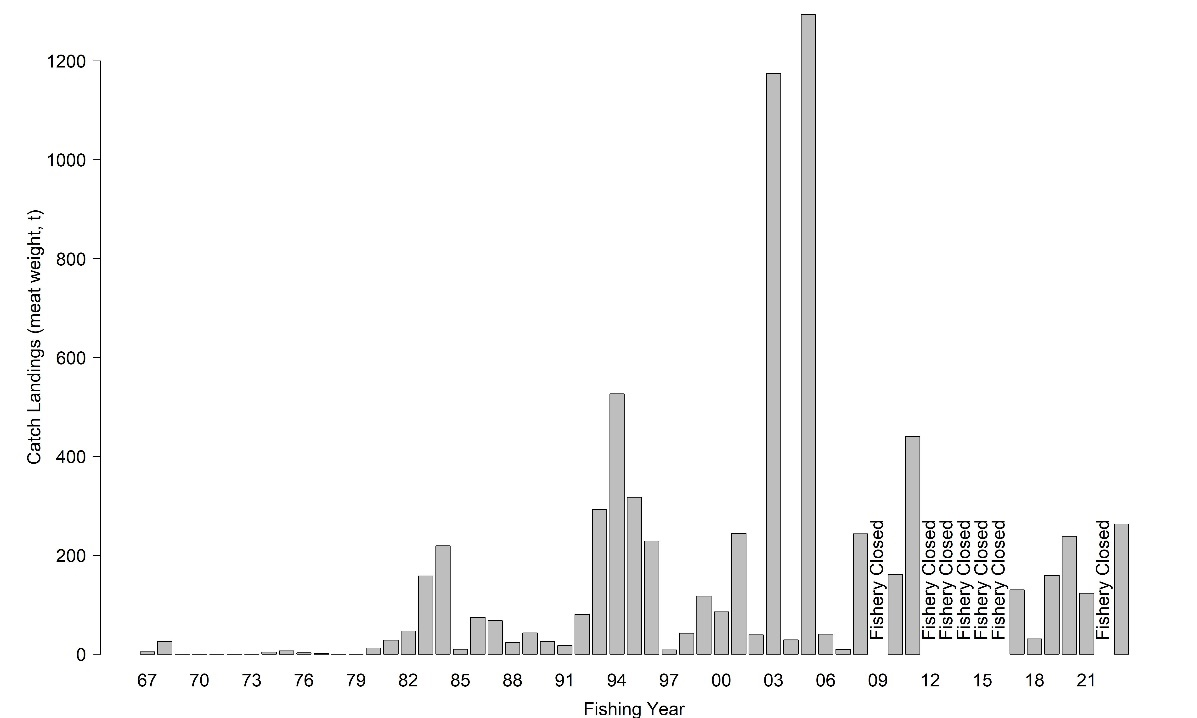 1200
1000
800
600
400
200
0
Catch Landings (meat weight, t)
Fishery Closed
Fishery Closed
Fishery Closed
Fishery Closed
Fishery Closed
Fishery Closed
Fishery Closed
67 70 73 76 79 82 85 88 91 94 97 00 03 06 09 12 15 18 21
Fishing Year